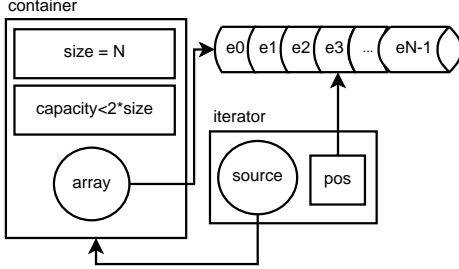 container
size = N
capacity<2*size
array
e0 e1 e2 e3 ... eN-1
iterator
source
pos